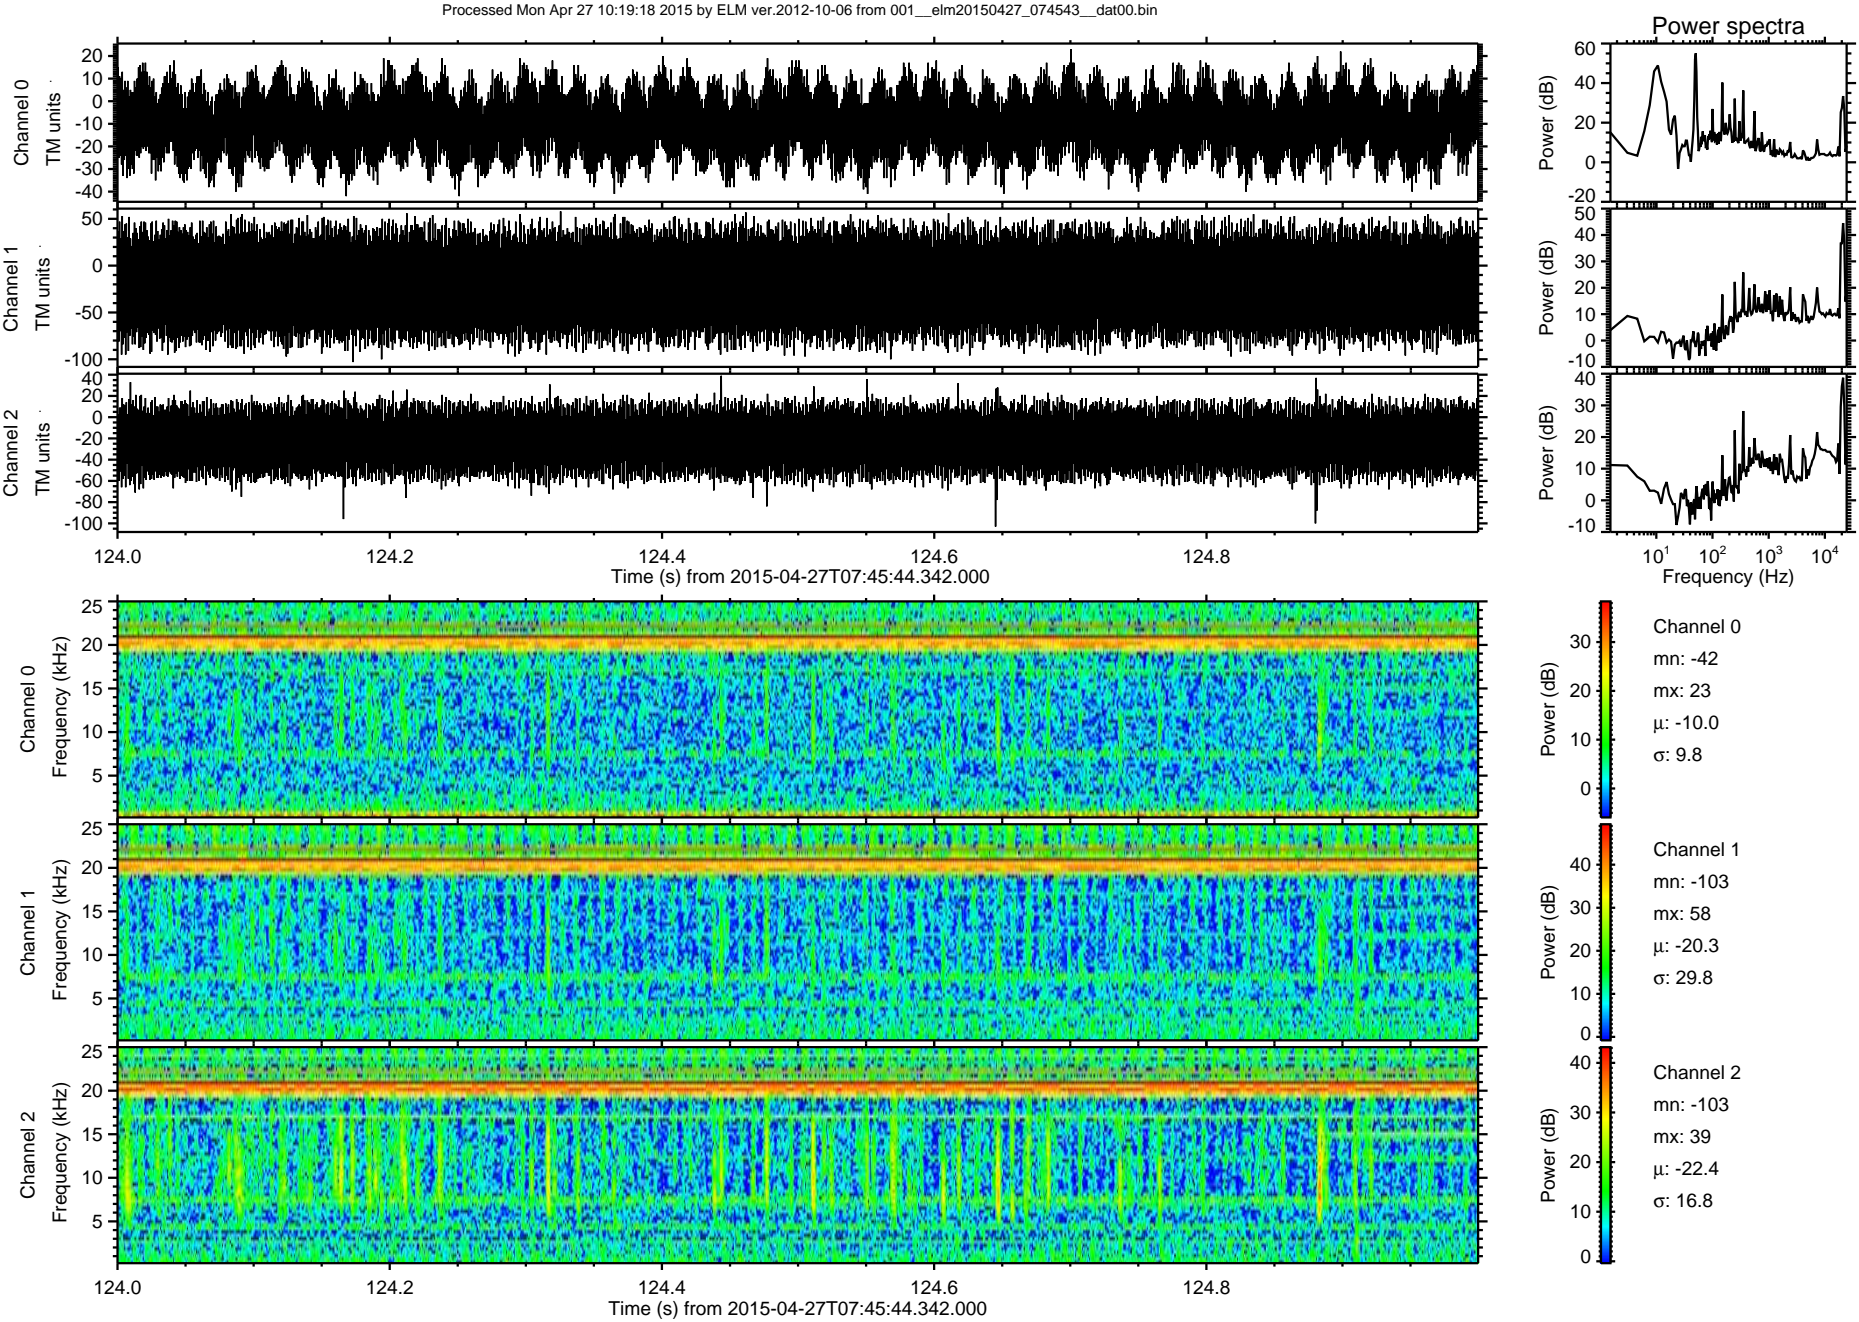 Processed Mon Apr 27 10:19:18 2015 by ELM ver.2012-10-06 from 001__elm20150427_074543__dat00.bin
Power spectra
Channel 0
TM units
20
10
0
-10
-20
-30
-40
Power (dB)
60
40
20
0
-20
Channel 1
TM units
50
0
-50
-100
Power (dB)
50
40
30
20
10
0
-10
Channel 2
TM units
40
20
0
-20
-40
-60
-80
-100
Power (dB)
40
30
20
10
0
-10
124.0 124.2 124.4 124.6 124.8
Time (s) from 2015-04-27T07:45:44.342.000
10¹ 10² 10³ 10⁴
Frequency (Hz)
Channel 0
Frequency (kHz)
25
20
15
10
5
Power (dB)
30
20
10
0
Channel 0
mn: -42
mx: 23
µ: -10.0
σ: 9.8
Channel 1
Frequency (kHz)
25
20
15
10
5
Power (dB)
40
30
20
10
0
Channel 1
mn: -103
mx: 58
µ: -20.3
σ: 29.8
Channel 2
Frequency (kHz)
25
20
15
10
5
Power (dB)
40
30
20
10
0
Channel 2
mn: -103
mx: 39
µ: -22.4
σ: 16.8
124.0 124.2 124.4 124.6 124.8
Time (s) from 2015-04-27T07:45:44.342.000